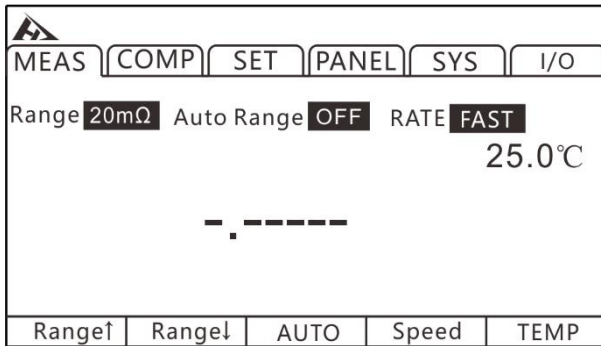 MEAS COMP SET PANEL SYS I/O
Range 20mΩ Auto Range OFF RATE FAST
25.0℃
-.-----
Range↑ Range↓ AUTO Speed TEMP